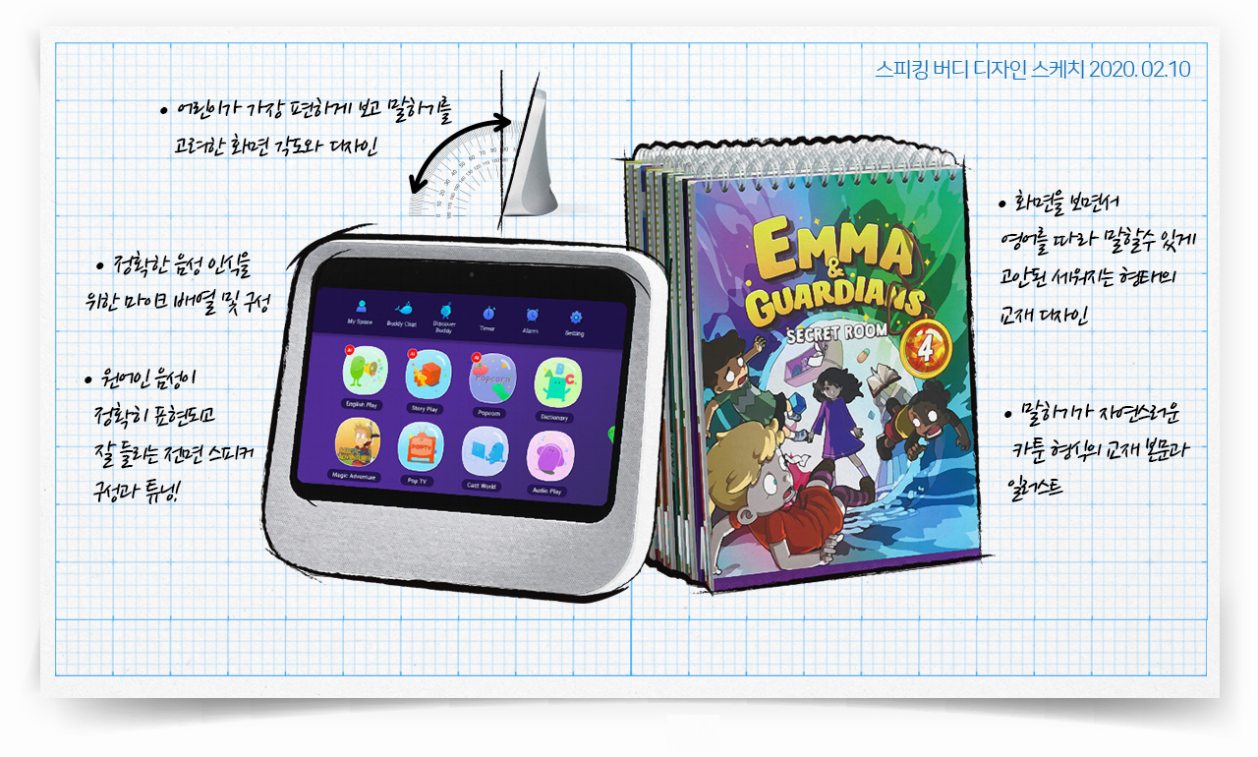 스피킹 버디 디자인 스케치 2020. 02.10
• 어린이가 가장 편하게 보고 말하기를
고려한 화면 각도와 디자인
• 정확한 음성 인식을
위한 마이크 배열 및 구성
• 원어민 음성이
정확히 표현되고
잘 들리는 전면 스피커
구성과 튜닝!
My Space
Buddy Chat
Discover
Buddy
Timer
Alarm
Setting
AI
AI
AI
English Play
Story Play
Popcorn
Popcorn
Dictionary
Magic Adventure
Pop TV
Cast World
Audio Play
EMMA
&
GUARDIANS
SECRET ROOM
4
• 화면을 보면서
영어를 따라 말할수 있게
고안된 세워지는 형태의
교재 디자인
• 말하기가 자연스러운
카툰 형식의 교재 본문과
일러스트